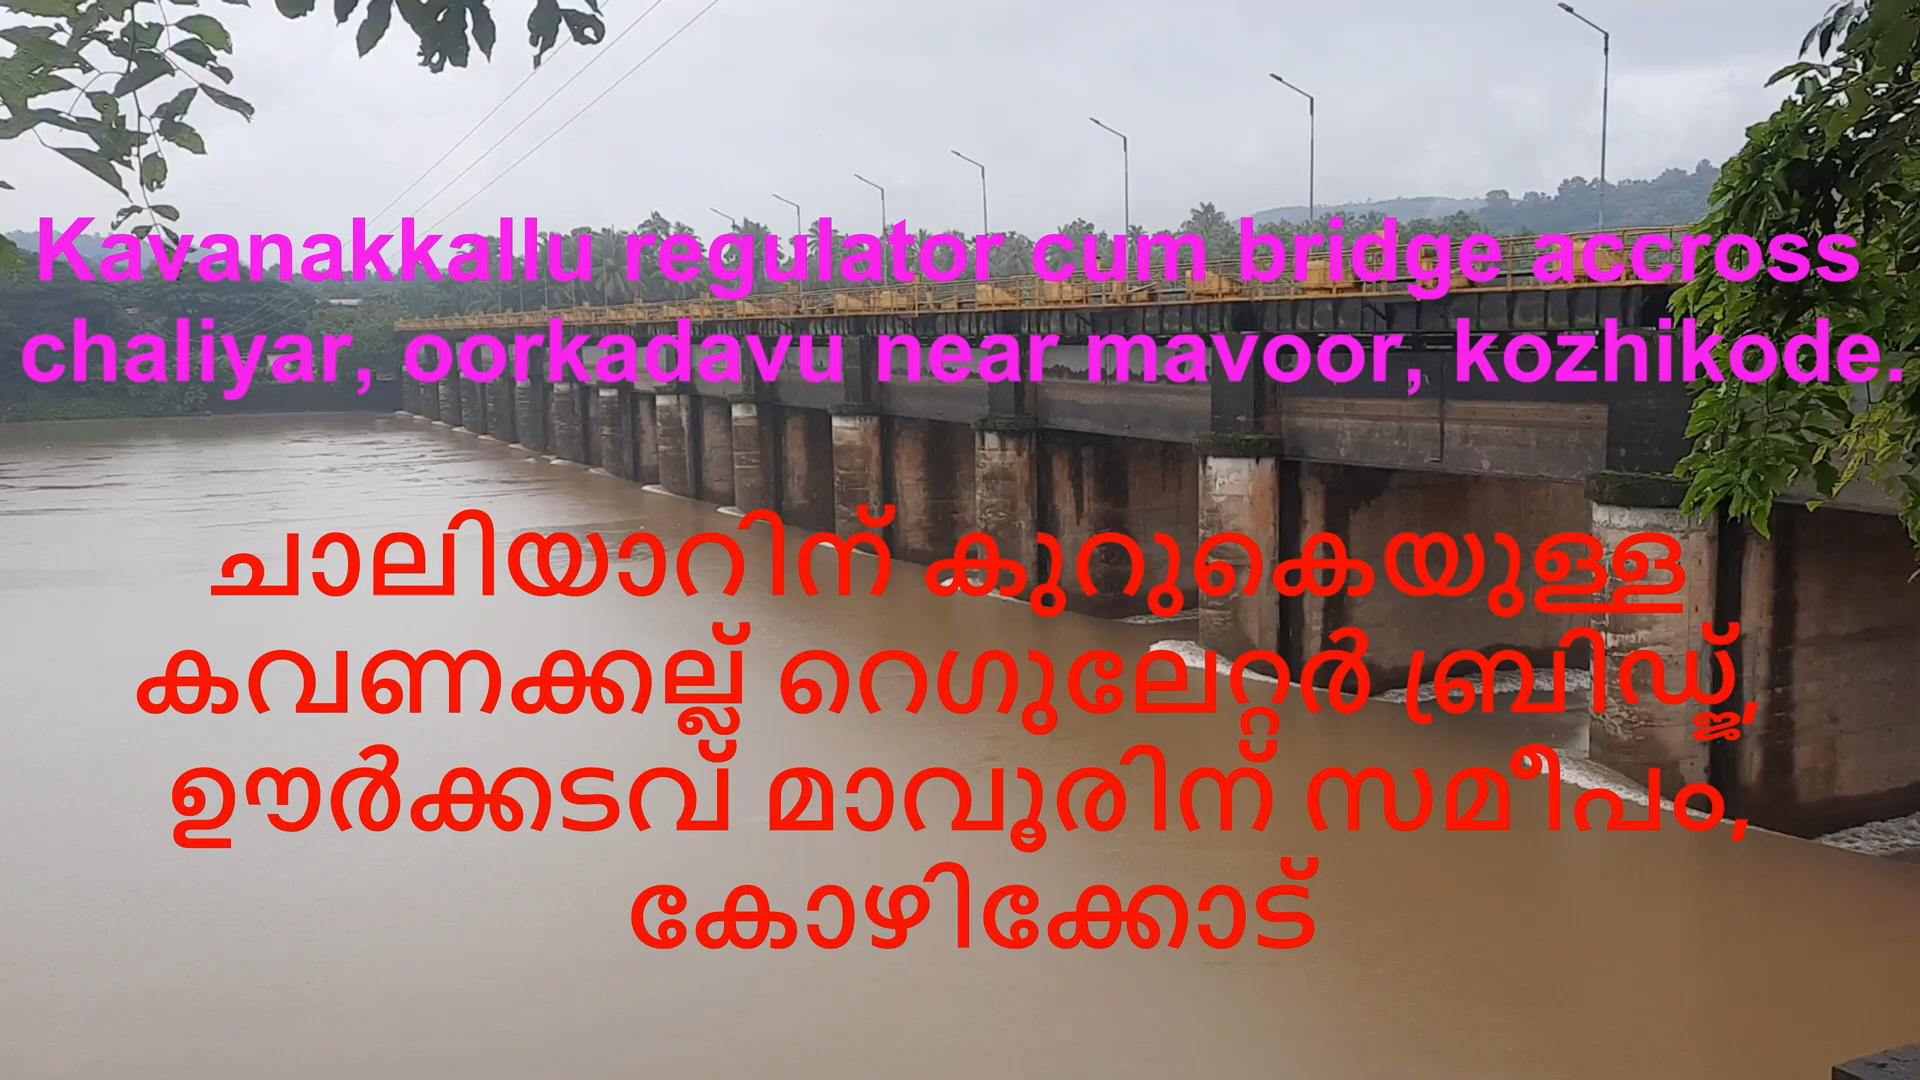 Kavanakkallu regulator cum bridge accross
chaliyar, oorkadavu near mavoor, kozhikode.
ചാലിയാറിന് കുറുകെയുള്ള
കവണക്കല്ല് റെഗുലേറ്റർ ബ്രിഡ്ജ്,
ഊർക്കടവ് മാവൂരിന് സമീപം,
കോഴിക്കോട്